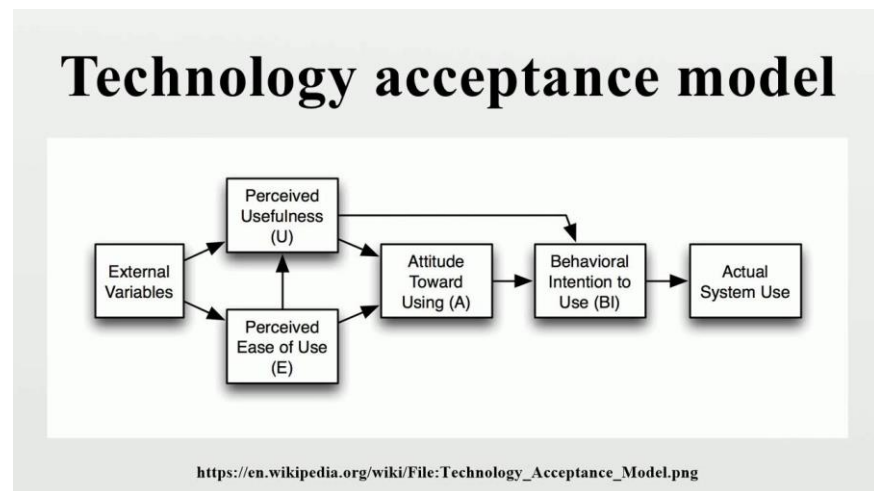 Technology acceptance model
Perceived
Usefulness
(U)
External
Variables
Perceived
Ease of Use
(E)
Attitude
Toward
Using (A)
Behavioral
Intention to
Use (BI)
Actual
System Use
https://en.wikipedia.org/wiki/File:Technology_Acceptance_Model.png